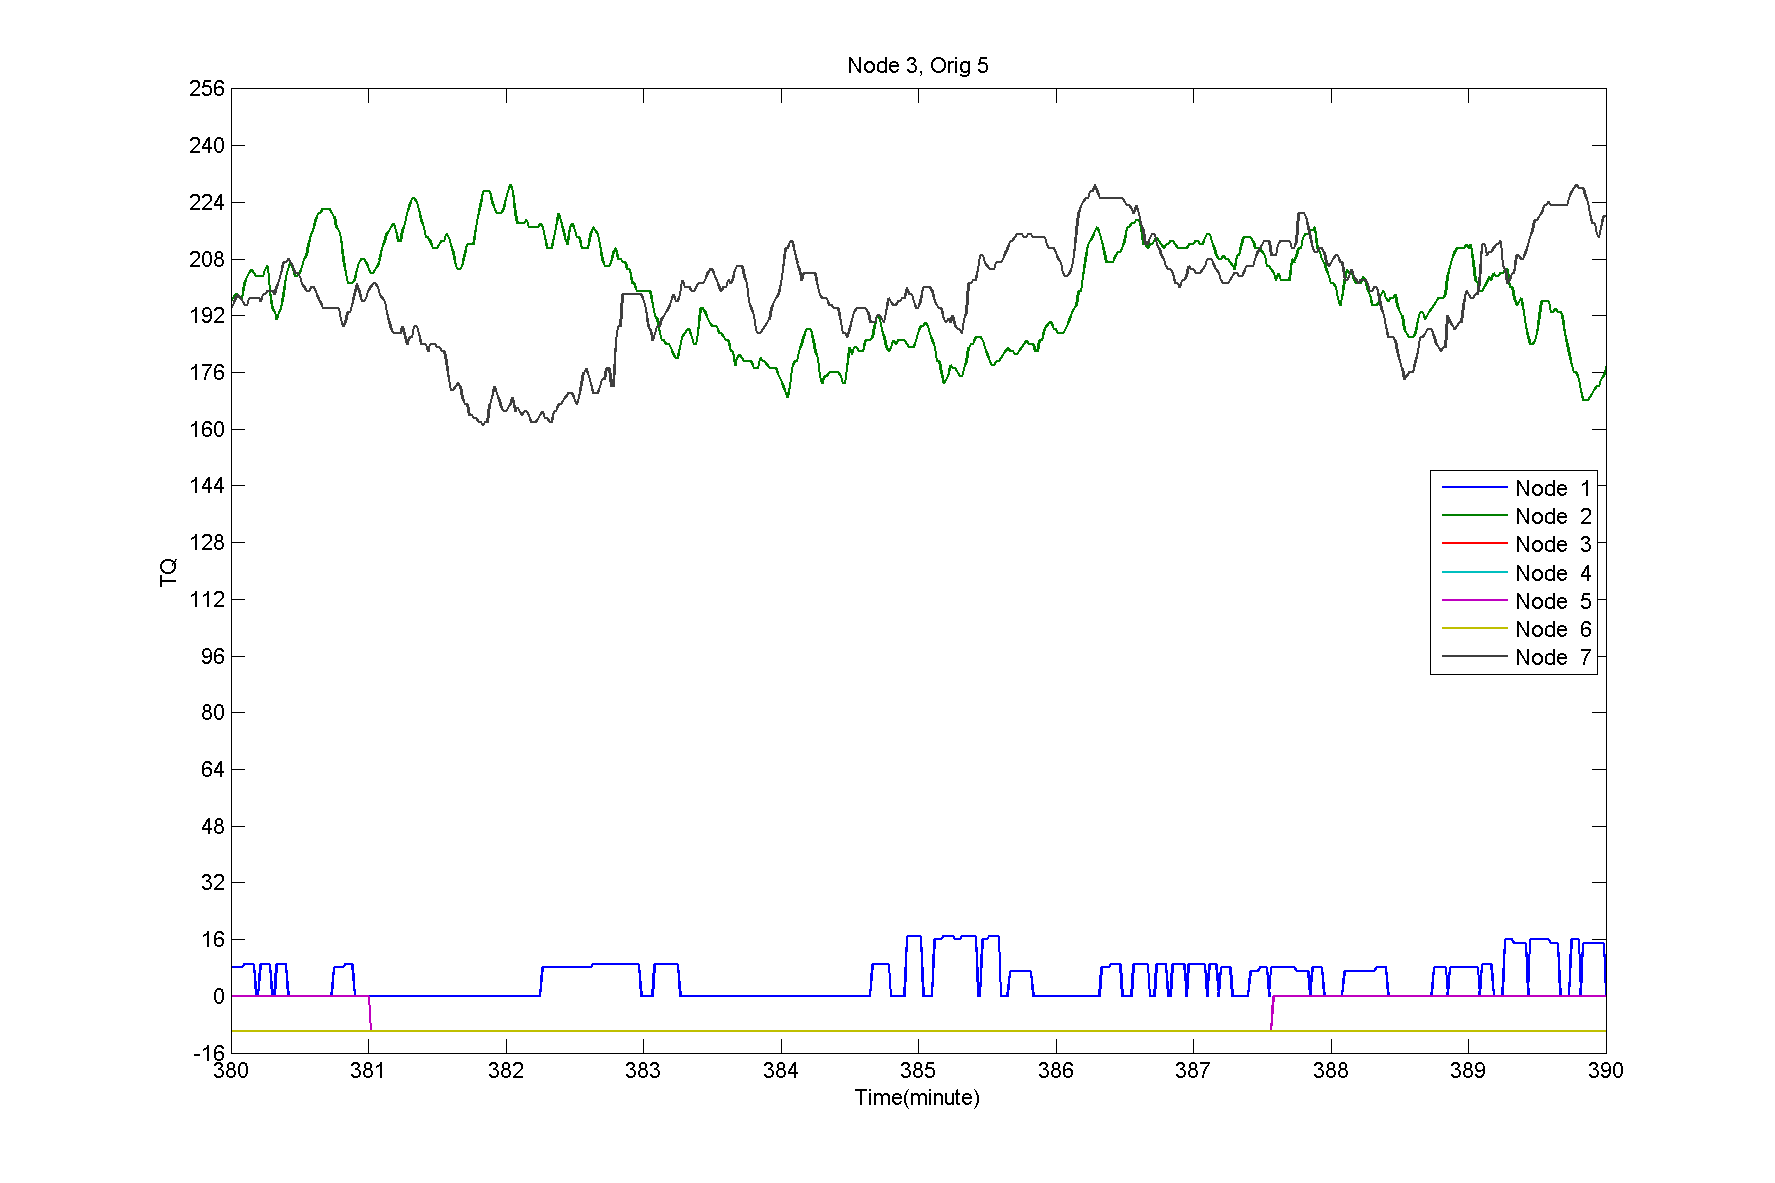 Node 3, Orig 5
256
240
224
208
192
176
160
144
128
112
96
80
64
48
32
16
0
-16
TQ
Node 1
Node 2
Node 3
Node 4
Node 5
Node 6
Node 7
380 381 382 383 384 385 386 387 388 389 390
Time(minute)